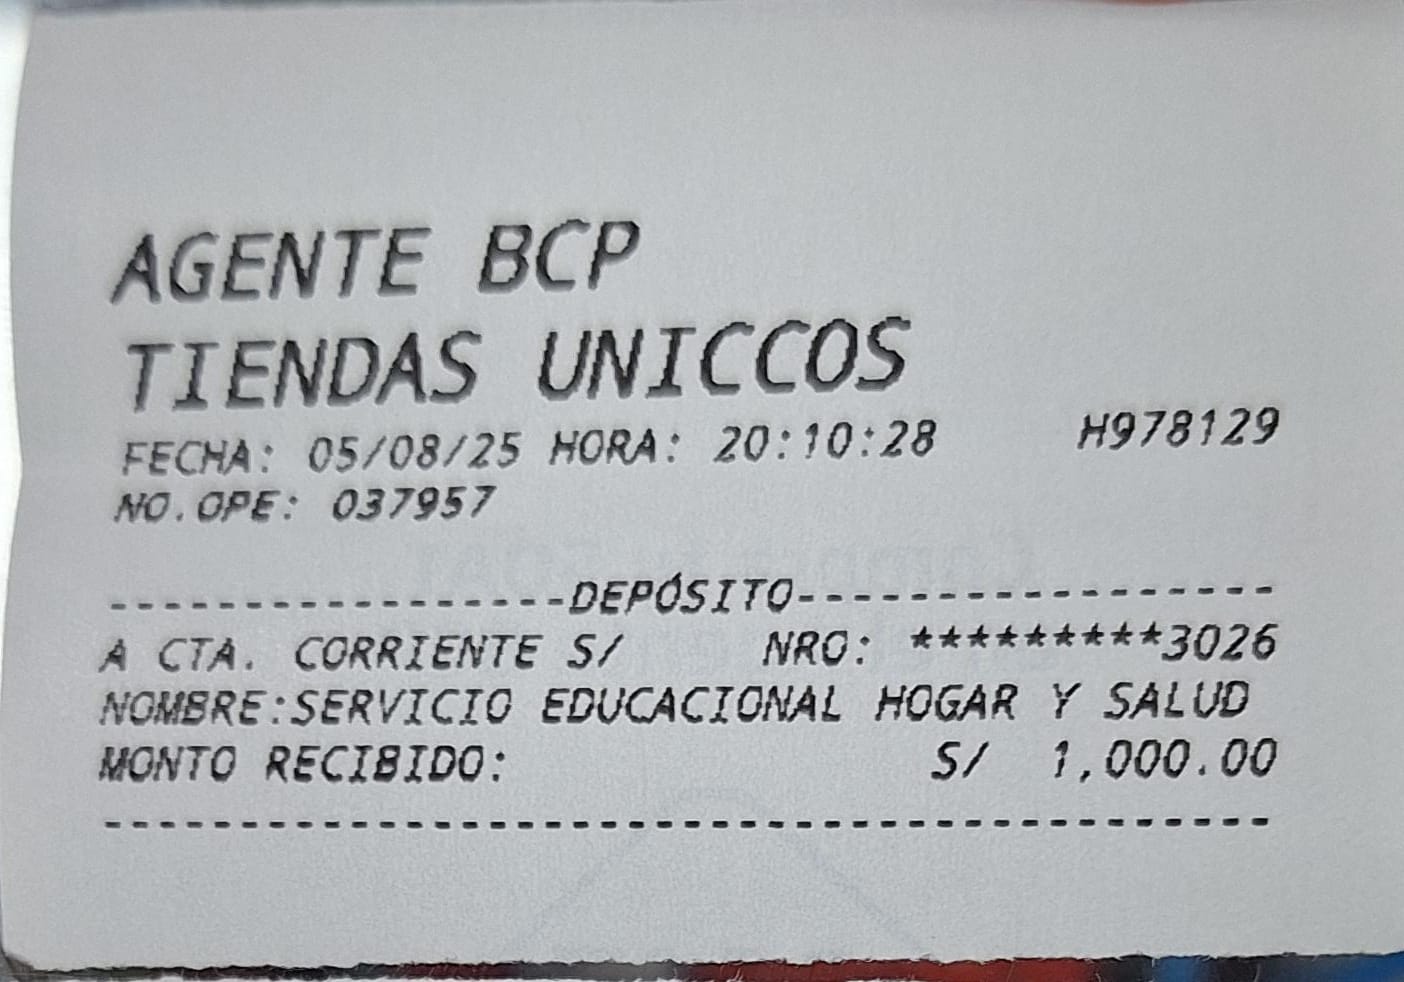 AGENTE BCP
TIENDAS UNICCOS
FECHA: 05/08/25 HORA: 20:10:28 H978129
NO.OPE: 037957
-----------------DEPÓSITO------------------
A CTA. CORRIENTE S/ NRO: *********3026
NOMBRE:SERVICIO EDUCACIONAL HOGAR Y SALUD
MONTO RECIBIDO: S/ 1,000.00
-------------------------------------------